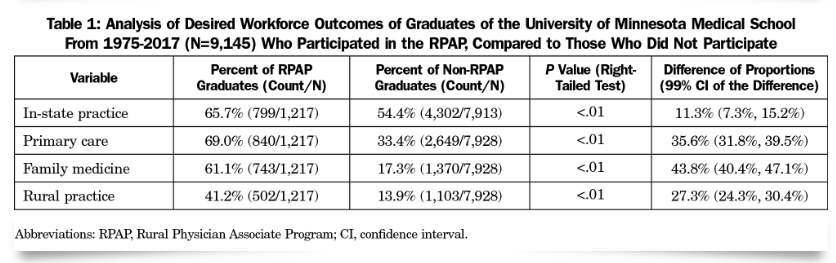 Table 1: Analysis of Desired Workforce Outcomes of Graduates of the University of Minnesota Medical School
From 1975-2017 (N=9,145) Who Participated in the RPAP, Compared to Those Who Did Not Participate
Variable Percent of RPAP Graduates (Count/N) Percent of Non-RPAP Graduates (Count/N) P Value (Right-Tailed Test) Difference of Proportions (99% CI of the Difference)
In-state practice 65.7% (799/1,217) 54.4% (4,302/7,913) <.01 11.3% (7.3%, 15.2%)
Primary care 69.0% (840/1,217) 33.4% (2,649/7,928) <.01 35.6% (31.8%, 39.5%)
Family medicine 61.1% (743/1,217) 17.3% (1,370/7,928) <.01 43.8% (40.4%, 47.1%)
Rural practice 41.2% (502/1,217) 13.9% (1,103/7,928) <.01 27.3% (24.3%, 30.4%)
Abbreviations: RPAP, Rural Physician Associate Program; CI, confidence interval.